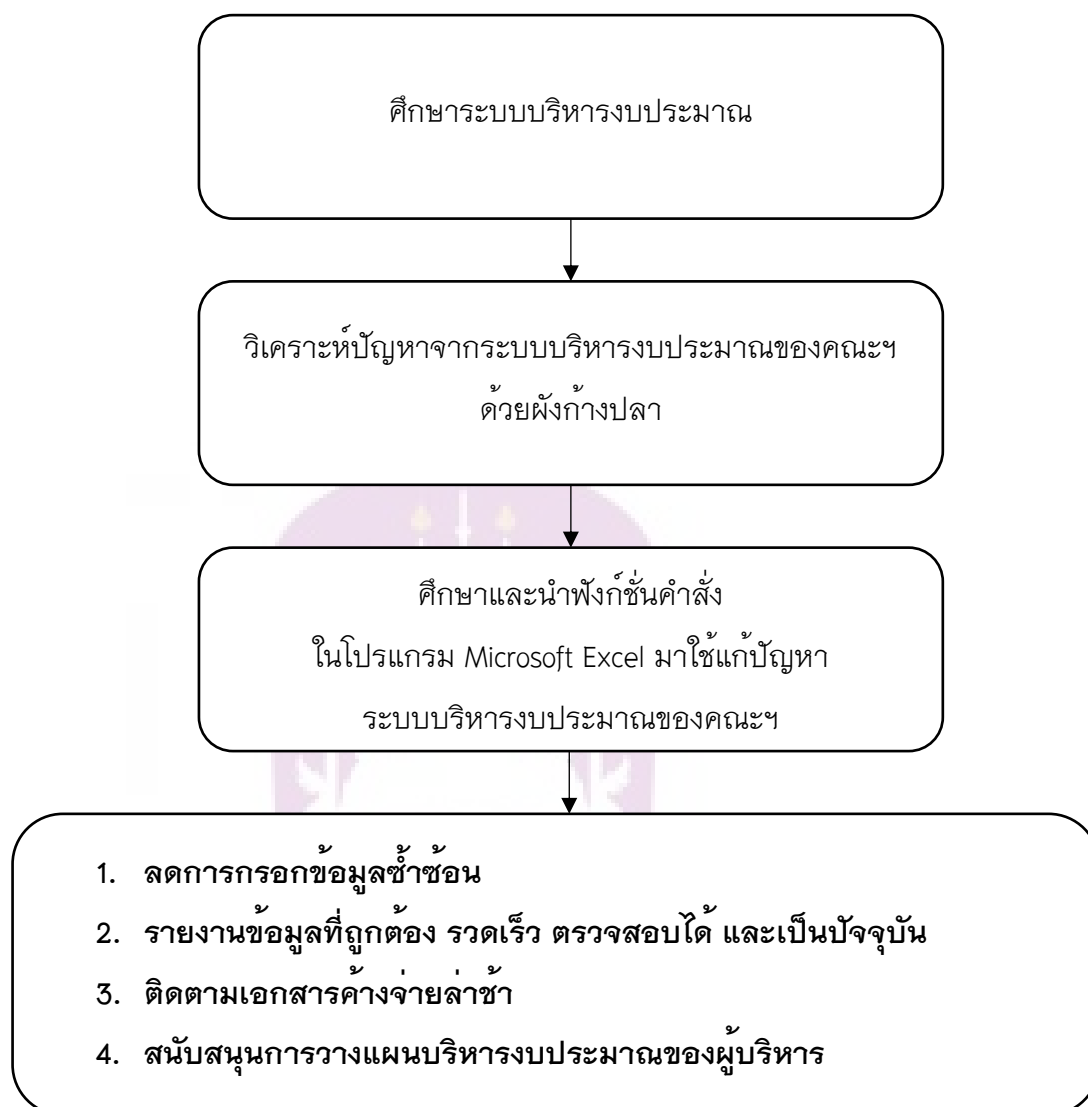 ศึกษาระบบบริหารงบประมาณ
วิเคราะห์ปัญหาจากระบบบริหารงบประมาณของคณะฯ
ด้วยผังก้างปลา
ศึกษาและนำฟังก์ชั่นคำสั่ง
ในโปรแกรม Microsoft Excel มาใช้แก้ปัญหา
ระบบบริหารงบประมาณของคณะฯ
1. ลดการกรอกข้อมูลซ้ำซ้อน
2. รายงานข้อมูลที่ถูกต้อง รวดเร็ว ตรวจสอบได้ และเป็นปัจจุบัน
3. ติดตามเอกสารค้างจ่ายล่าช้า
4. สนับสนุนการวางแผนบริหารงบประมาณของผู้บริหาร